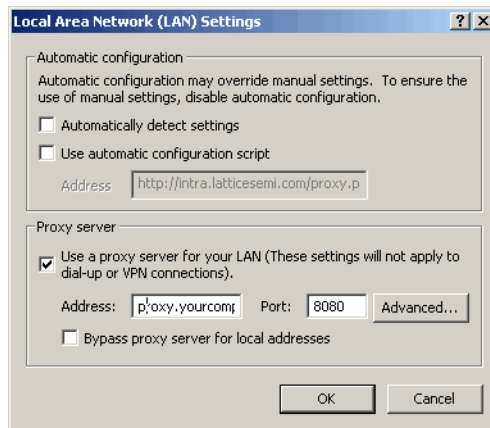 Local Area Network (LAN) Settings
Automatic configuration
Automatic configuration may override manual settings. To ensure the
use of manual settings, disable automatic configuration.
Automatically detect settings
Use automatic configuration script
Address http://intra.latticesemi.com/proxy.p
Proxy server
Use a proxy server for your LAN (These settings will not apply to
dial-up or VPN connections).
Address: proxy.yourcomp Port: 8080 Advanced...
Bypass proxy server for local addresses
OK Cancel